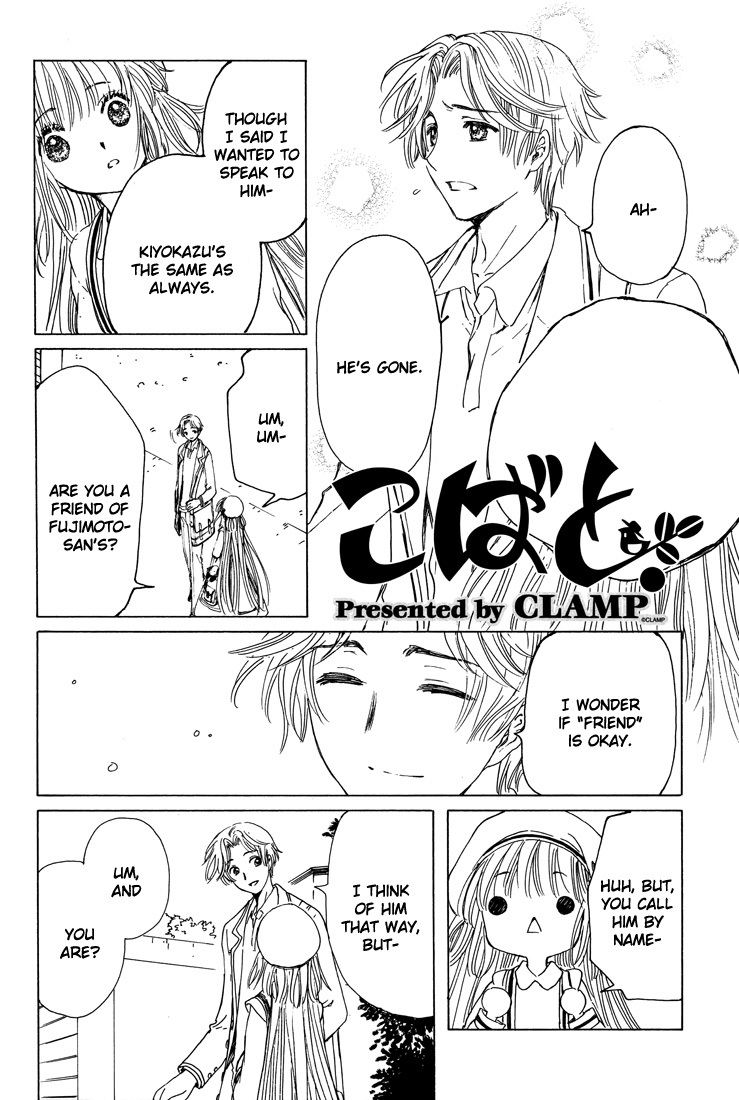 AH-
HE'S GONE.
こばと。
Presented by CLAMP
©CLAMP
THOUGH
I SAID I
WANTED TO
SPEAK TO
HIM-
KIYOKAZU'S
THE SAME AS
ALWAYS.
UM,
UM-
ARE YOU A
FRIEND OF
FUJIMOTO-
SAN'S?
I WONDER
IF "FRIEND"
IS OKAY.
HUH, BUT,
YOU CALL
HIM BY
NAME-
I THINK
OF HIM
THAT WAY,
BUT-
UM,
AND
YOU
ARE?